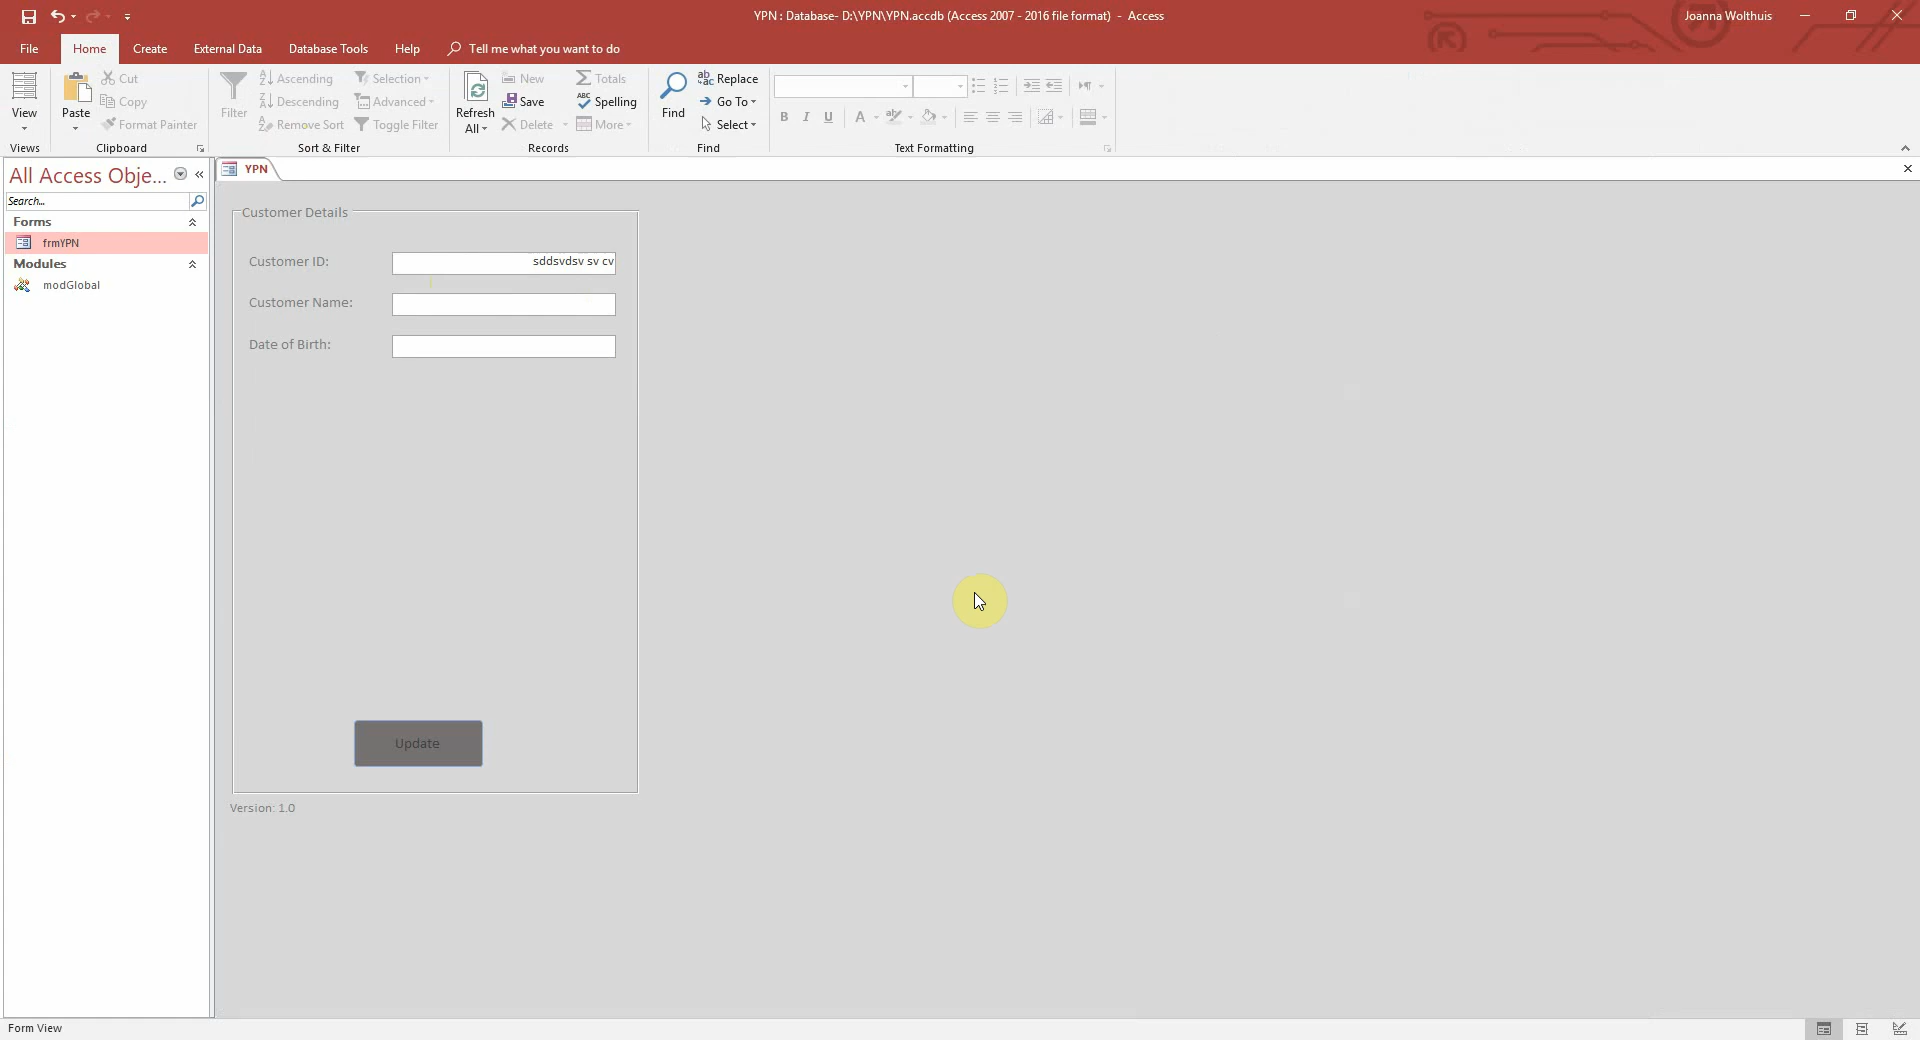 YPN : Database- D:\YPN\YPN.accdb (Access 2007 - 2016 file format) - Access
Joanna Wolthuis
File Home Create External Data Database Tools Help Tell me what you want to do
View
Views
Paste
Cut
Copy
Format Painter
Clipboard
Filter
Ascending
Descending
Remove Sort
Selection
Advanced
Toggle Filter
Sort & Filter
Refresh
All
New
Save
Delete
Totals
Spelling
More
Records
Find
Replace
Go To
Select
Find
B I U A
Text Formatting
All Access Obje...
Search...
Forms
frmYPN
Modules
modGlobal
YPN
Customer Details
Customer ID: sddsvdsv sv cv
Customer Name:
Date of Birth:
Update
Version: 1.0
Form View